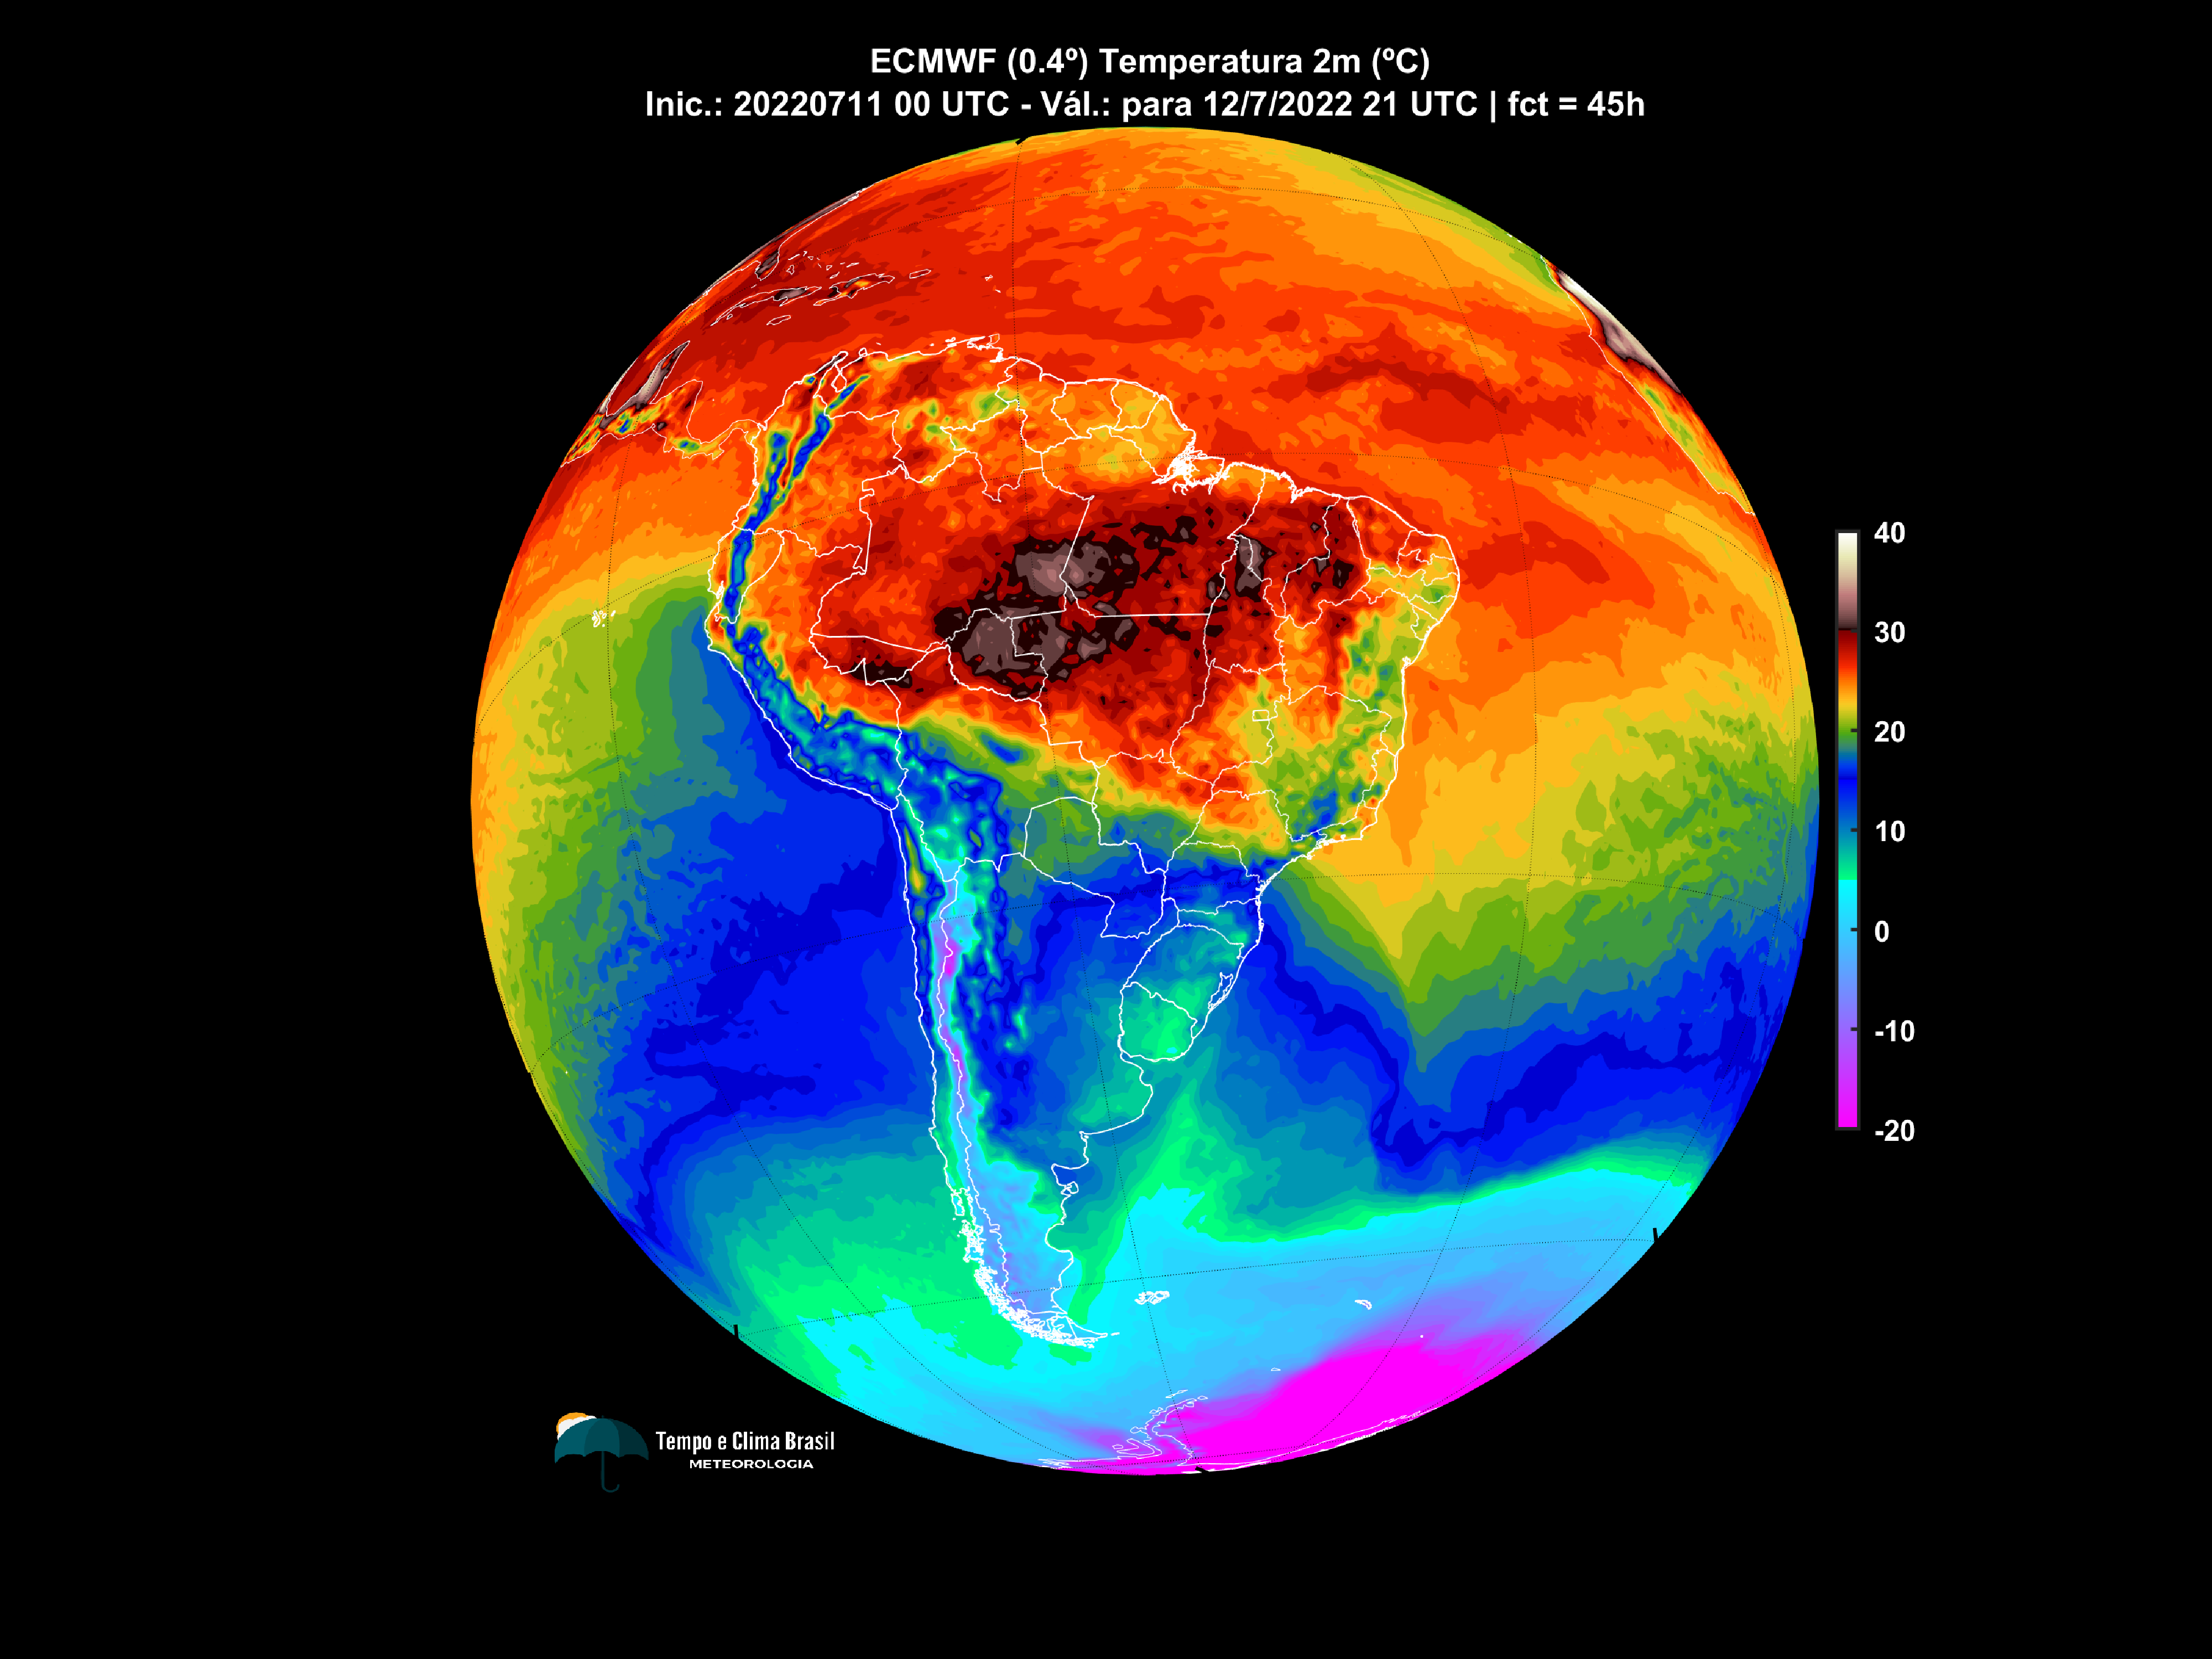 ECMWF (0.4º) Temperatura 2m (ºC)
Inic.: 20220711 00 UTC - Vál.: para 12/7/2022 21 UTC | fct = 45h
40
30
20
10
0
-10
-20
Tempo e Clima Brasil
METEOROLOGIA